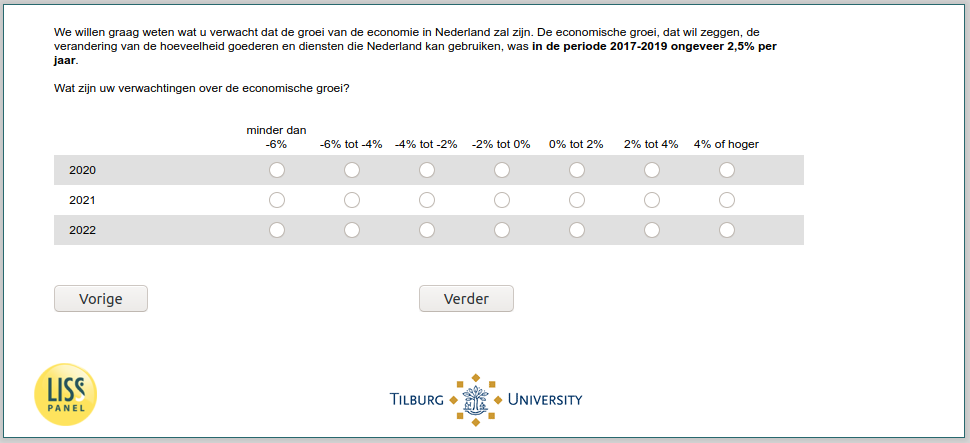 We willen graag weten wat u verwacht dat de groei van de economie in Nederland zal zijn. De economische groei, dat wil zeggen, de
verandering van de hoeveelheid goederen en diensten die Nederland kan gebruiken, was in de periode 2017-2019 ongeveer 2,5% per
jaar.
Wat zijn uw verwachtingen over de economische groei?
minder dan
-6% -6% tot -4% -4% tot -2% -2% tot 0% 0% tot 2% 2% tot 4% 4% of hoger
2020
2021
2022
Vorige Verder
LISS
PANEL
TILBURG UNIVERSITY